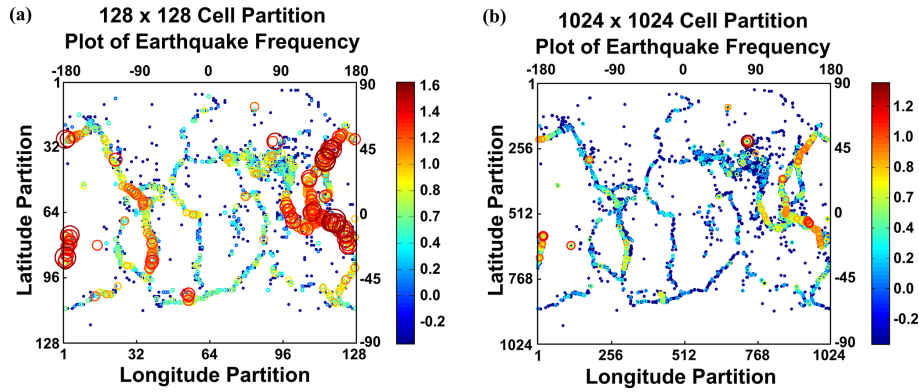 (a)
128 x 128 Cell Partition
Plot of Earthquake Frequency
-180 -90 0 90 180
1 32 64 96 128
Latitude Partition
90 45 0 -45 -90
1 32 64 96 128
Longitude Partition
1.6
1.4
1.2
1.0
0.8
0.6
0.4
0.2
0.0
-0.2
(b)
1024 x 1024 Cell Partition
Plot of Earthquake Frequency
-180 -90 0 90 180
1 256 512 768 1024
Latitude Partition
90 45 0 -45 -90
1 256 512 768 1024
Longitude Partition
1.2
1.0
0.8
0.6
0.4
0.2
0.0
-0.2